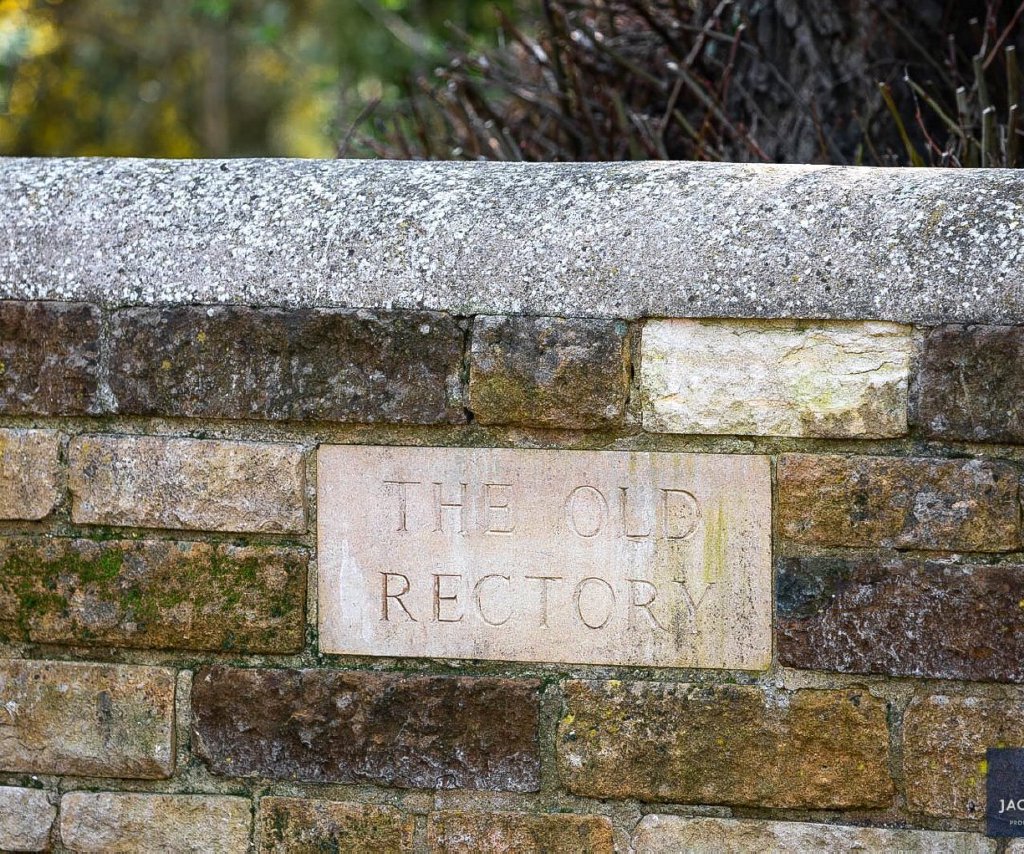 THE OLD
RECTORY